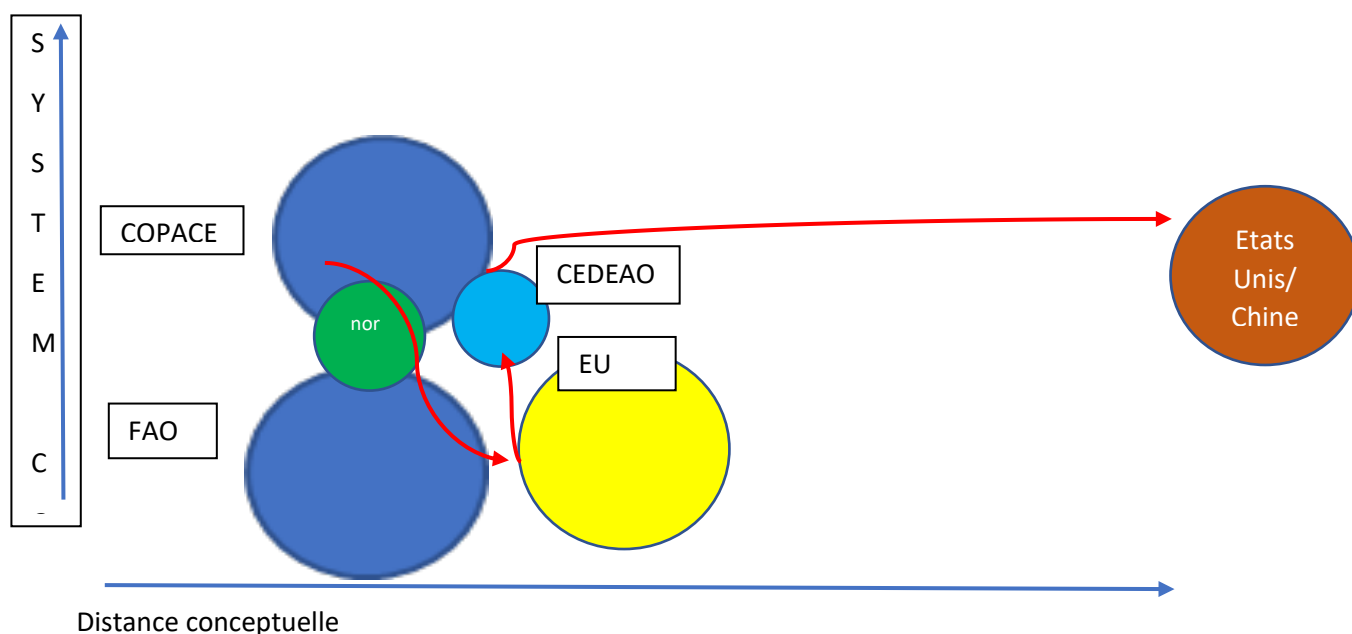 S
Y
S
T
E
M
C
COPACE
CEDEAO
Etats
Unis/
Chine
nor
EU
FAO
Distance conceptuelle